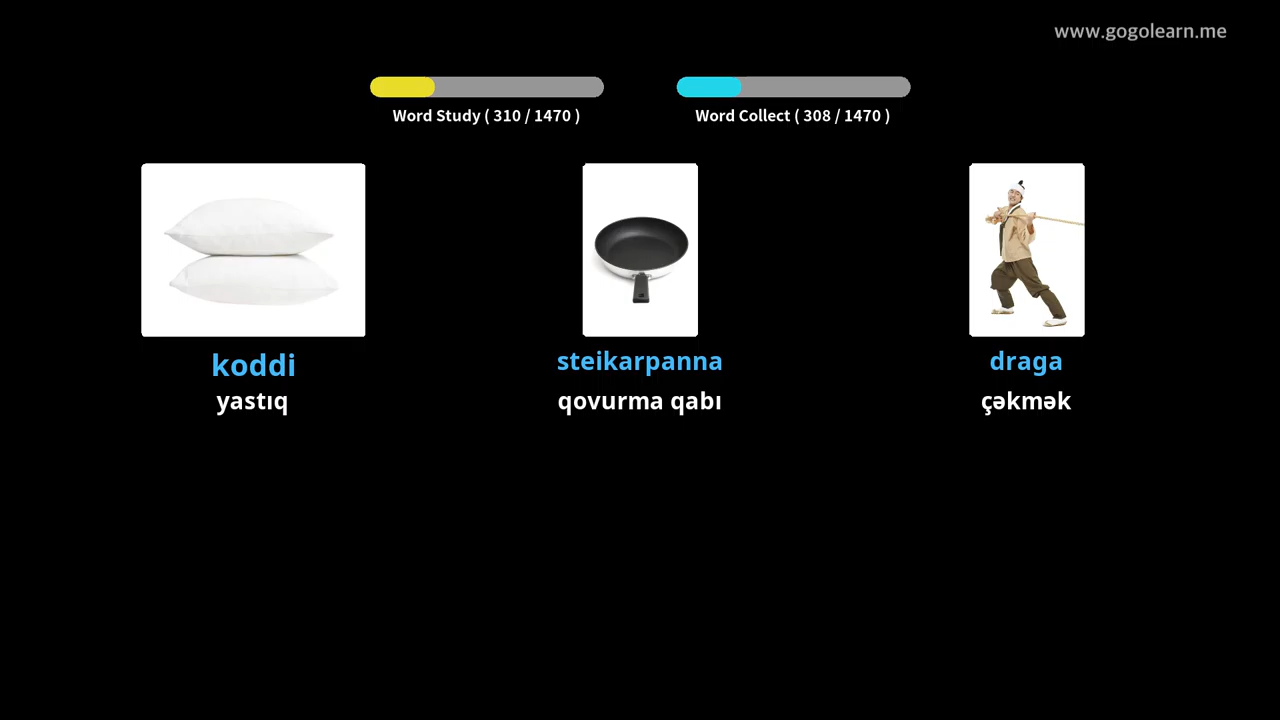 www.gogolearn.me
Word Study ( 310 / 1470 )
Word Collect ( 308 / 1470 )
koddi
yastıq
steikarpanna
qovurma qabı
draga
çəkmək